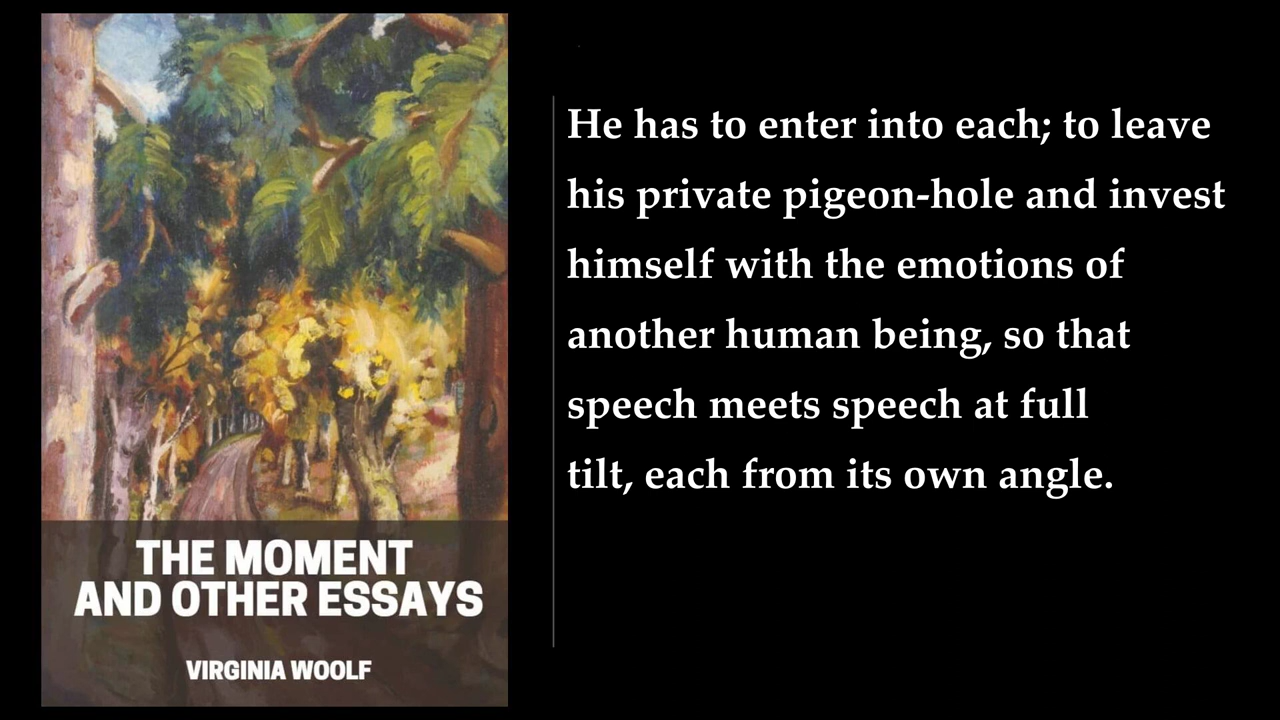 THE MOMENT
AND OTHER ESSAYS
VIRGINIA WOOLF
He has to enter into each; to leave
his private pigeon-hole and invest
himself with the emotions of
another human being, so that
speech meets speech at full
tilt, each from its own angle.